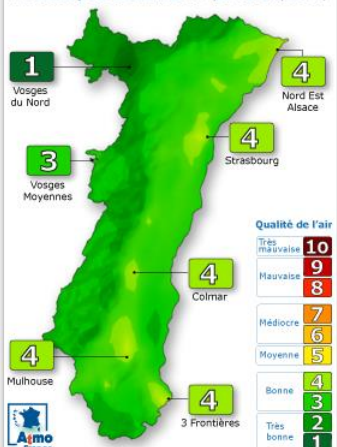 1
Vosges
du Nord
4
Nord Est
Alsace
4
Strasbourg
3
Vosges
Moyennes
Qualité de l'air
Très
mauvaise 10
9
Mauvaise
8
4
Colmar
7
Médiocre
6
Moyenne 5
4
Mulhouse
4
3 Frontières
4
Bonne
3
Très
bonne
2
1
Atmo